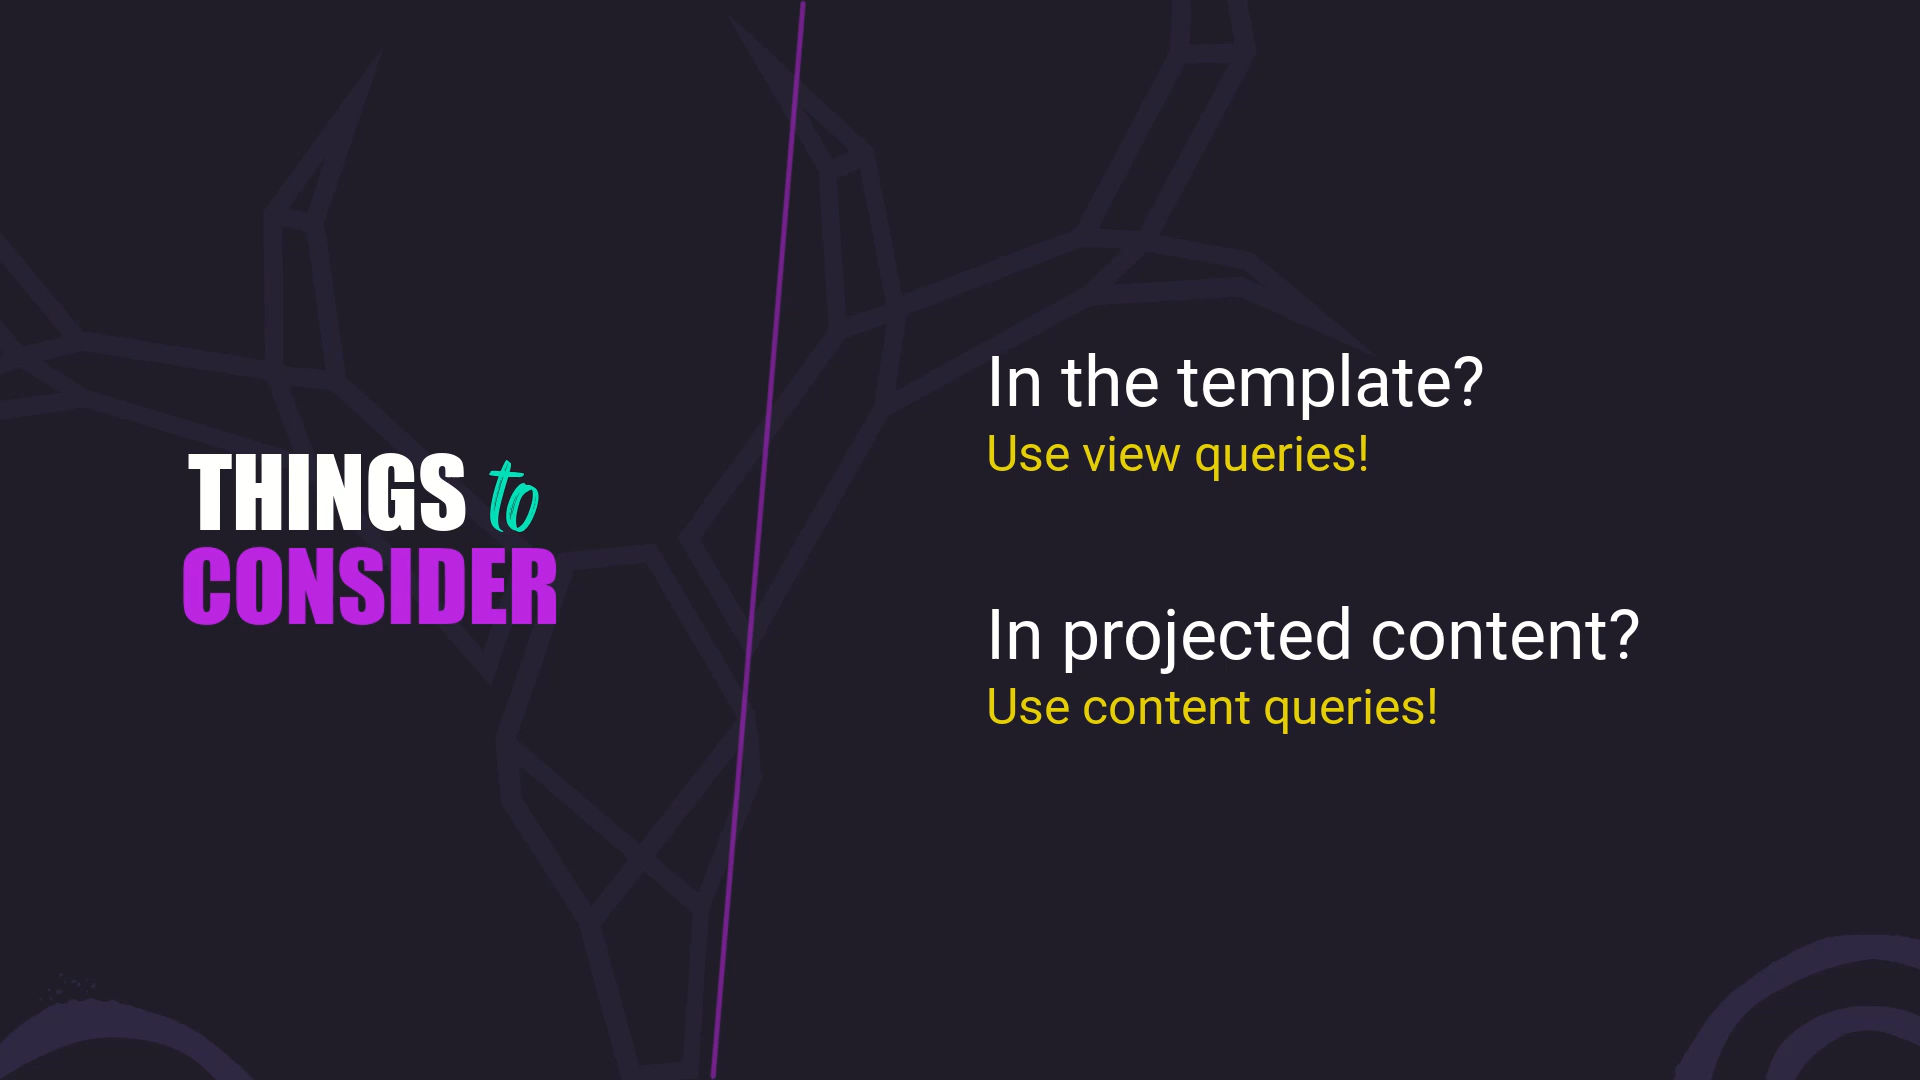 THINGS to
CONSIDER
In the template?
Use view queries!
In projected content?
Use content queries!